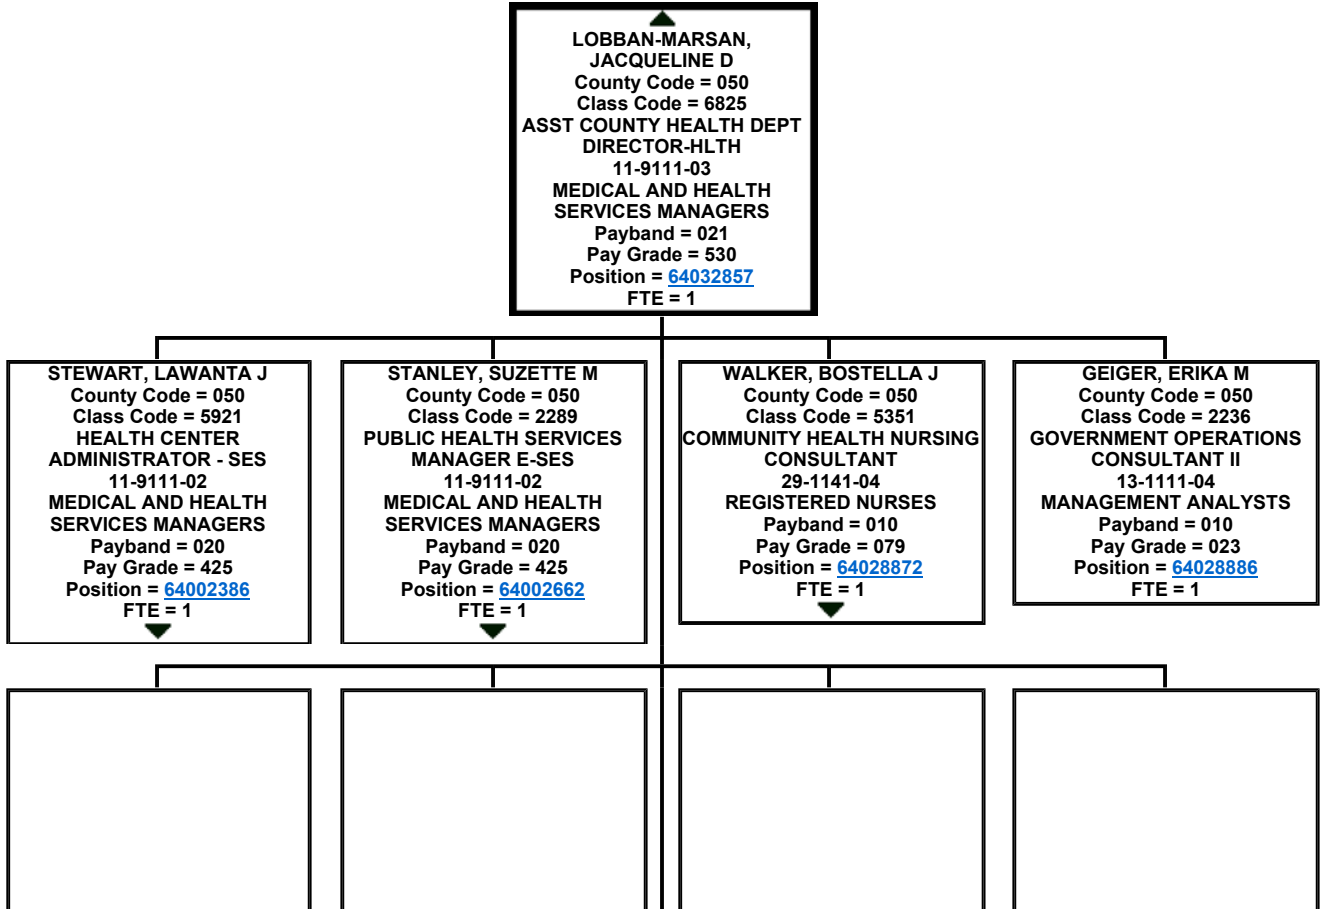 LOBBAN-MARSAN,
JACQUELINE D
County Code = 050
Class Code = 6825
ASST COUNTY HEALTH DEPT
DIRECTOR-HLTH
11-9111-03
MEDICAL AND HEALTH
SERVICES MANAGERS
Payband = 021
Pay Grade = 530
Position = 64032857
FTE = 1
STEWART, LAWANTA J
County Code = 050
Class Code = 5921
HEALTH CENTER
ADMINISTRATOR - SES
11-9111-02
MEDICAL AND HEALTH
SERVICES MANAGERS
Payband = 020
Pay Grade = 425
Position = 64002386
FTE = 1
STANLEY, SUZETTE M
County Code = 050
Class Code = 2289
PUBLIC HEALTH SERVICES
MANAGER E-SES
11-9111-02
MEDICAL AND HEALTH
SERVICES MANAGERS
Payband = 020
Pay Grade = 425
Position = 64002662
FTE = 1
WALKER, BOSTELLA J
County Code = 050
Class Code = 5351
COMMUNITY HEALTH NURSING
CONSULTANT
29-1141-04
REGISTERED NURSES
Payband = 010
Pay Grade = 079
Position = 64028872
FTE = 1
GEIGER, ERIKA M
County Code = 050
Class Code = 2236
GOVERNMENT OPERATIONS
CONSULTANT II
13-1111-04
MANAGEMENT ANALYSTS
Payband = 010
Pay Grade = 023
Position = 64028886
FTE = 1